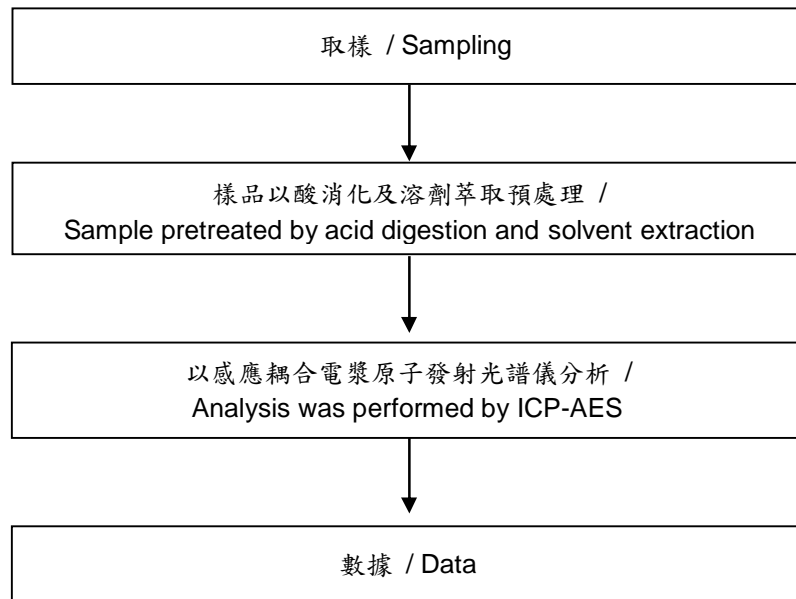 取樣 / Sampling
樣品以酸消化及溶劑萃取預處理 /
Sample pretreated by acid digestion and solvent extraction
以感應耦合電漿原子發射光譜儀分析 /
Analysis was performed by ICP-AES
數據 / Data